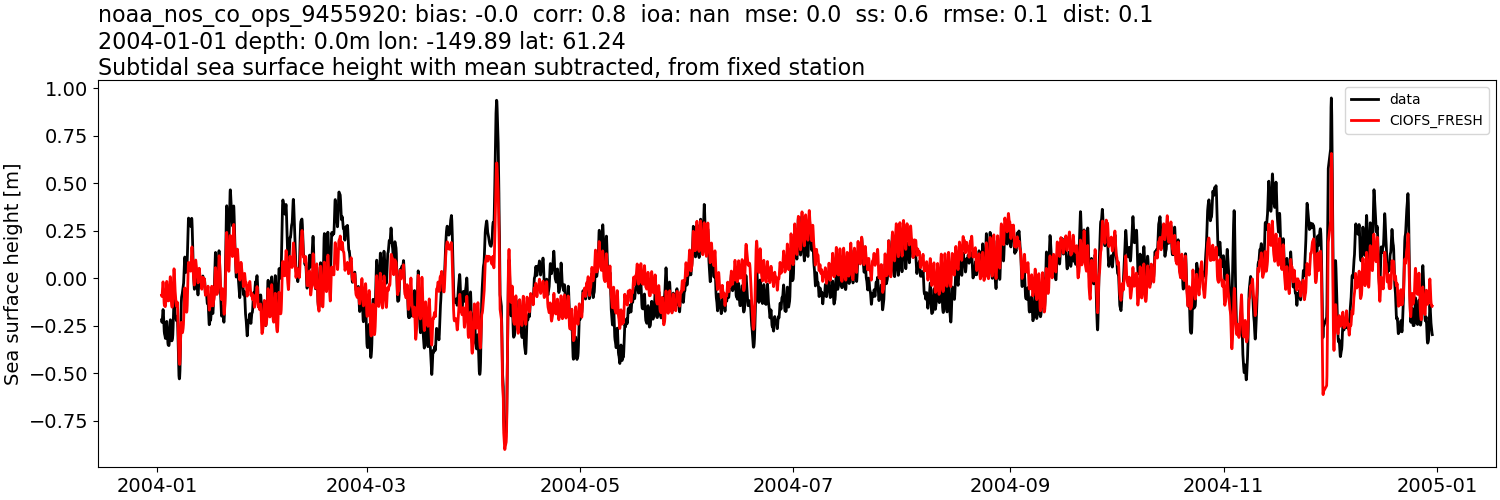 noaa_nos_co_ops_9455920: bias: -0.0  corr: 0.8  ioa: nan  mse: 0.0  ss: 0.6  rmse: 0.1  dist: 0.1
2004-01-01 depth: 0.0m lon: -149.89 lat: 61.24
Subtidal sea surface height with mean subtracted, from fixed station
Sea surface height [m]
1.00
0.75
0.50
0.25
0.00
−0.25
−0.50
−0.75
data
CIOFS_FRESH
2004-01
2004-03
2004-05
2004-07
2004-09
2004-11
2005-01